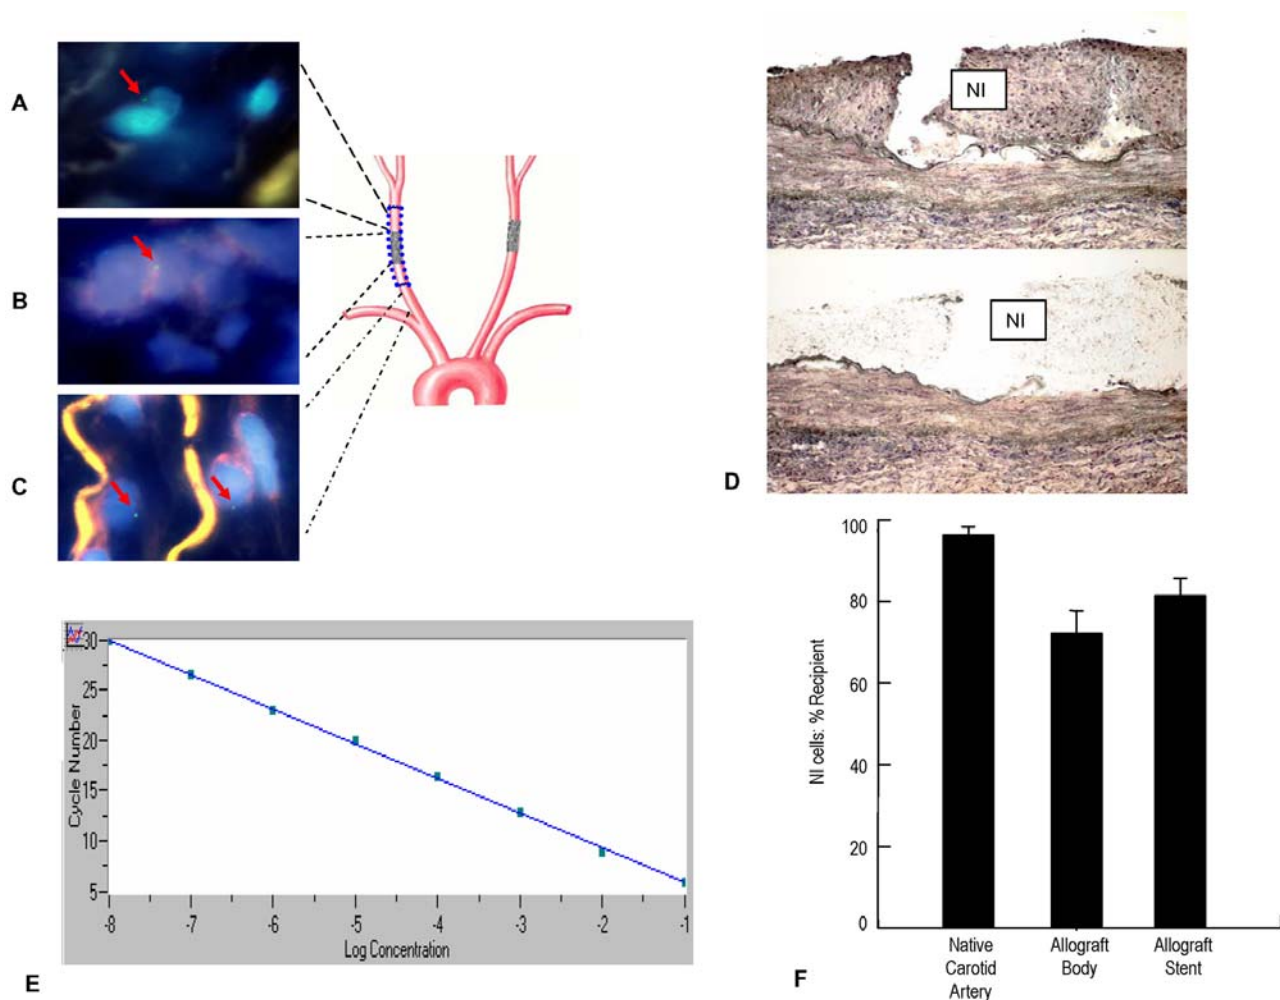 A
B
C
NI
NI
D
30
25
20
15
10
5
Cycle Number
-8 -7 -6 -5 -4 -3 -2 -1
Log Concentration
E
100
80
60
40
20
0
NI cells: % Recipient
Native Carotid Artery
Allograft Body
Allograft Stent
F